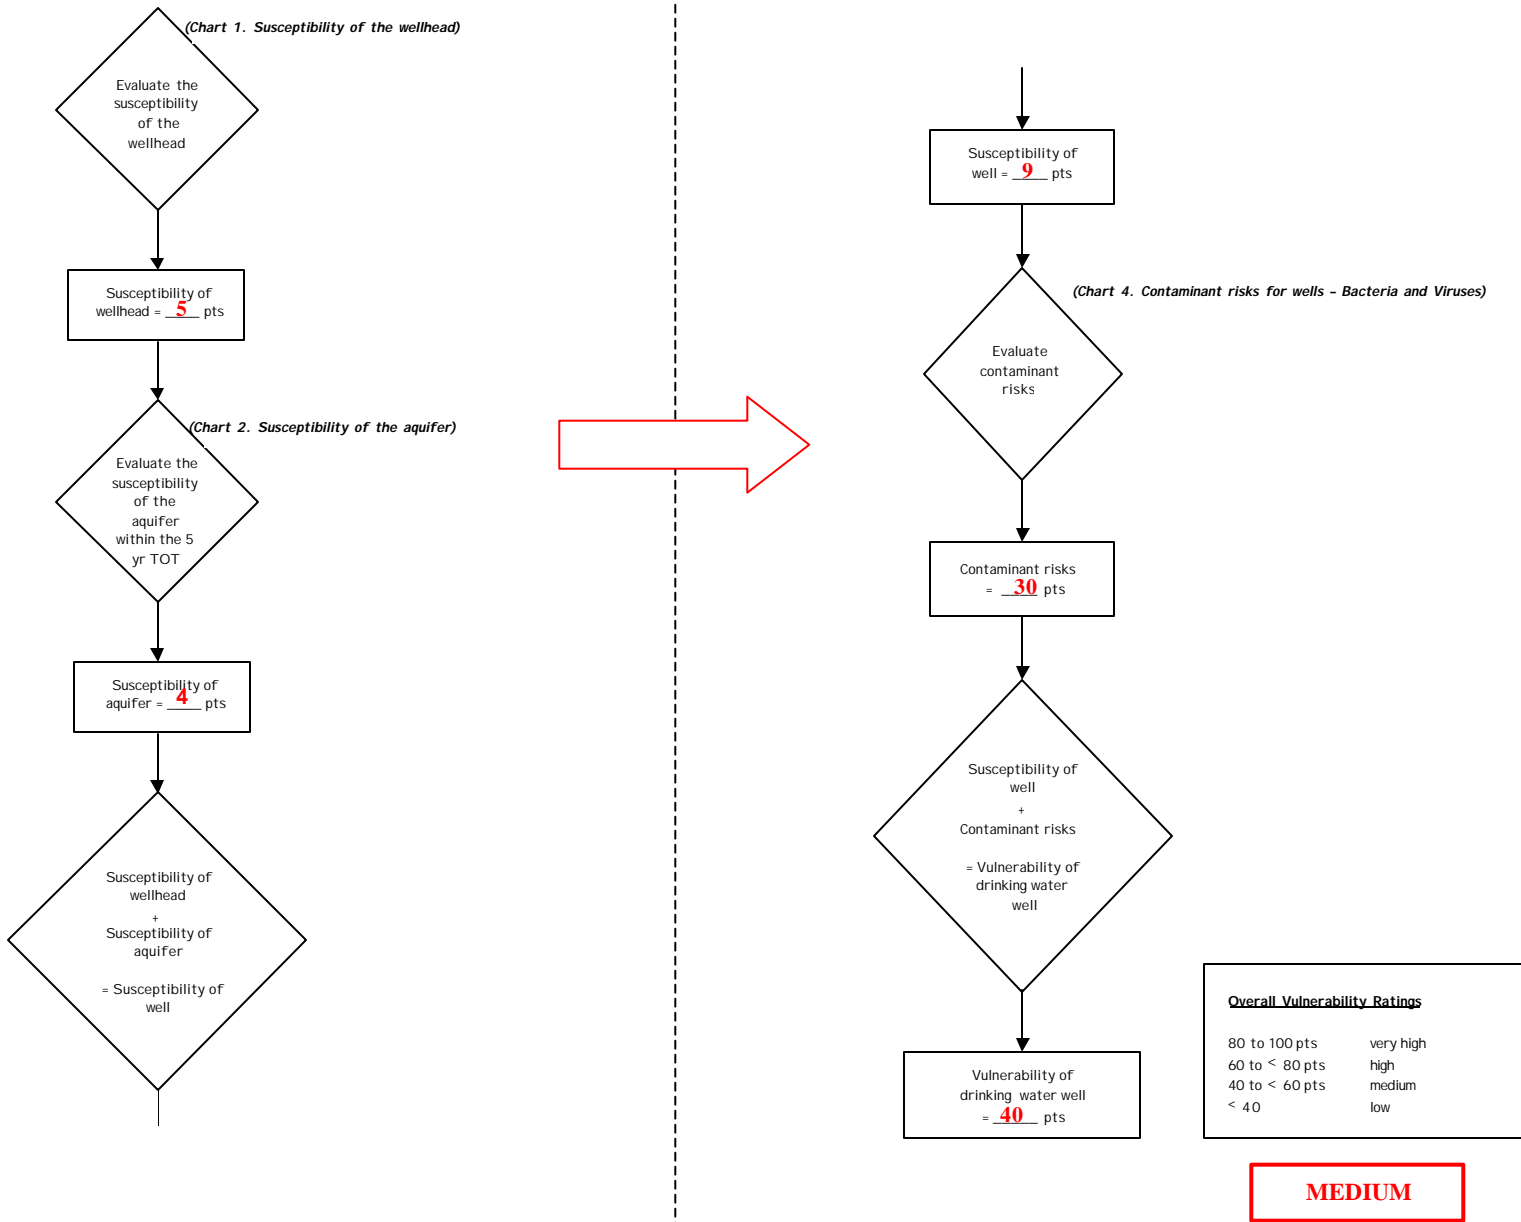 (Chart 1. Susceptibility of the wellhead)
Evaluate the
susceptibility
of the
wellhead
Susceptibility of
wellhead = 5 pts
(Chart 2. Susceptibility of the aquifer)
Evaluate the
susceptibility
of the
aquifer
within the 5
yr TOT
Susceptibility of
aquifer = 4 pts
Susceptibility of
wellhead
+
Susceptibility of
aquifer
= Susceptibility of
well
Susceptibility of
well = 9 pts
(Chart 4. Contaminant risks for wells – Bacteria and Viruses)
Evaluate
contaminant
risks
Contaminant risks
= 30 pts
Susceptibility of
well
+
Contaminant risks
= Vulnerability of
drinking water
well
Vulnerability of
drinking water well
= 40 pts
Overall Vulnerability Ratings
80 to 100 pts very high
60 to < 80 pts high
40 to < 60 pts medium
< 40 low
MEDIUM